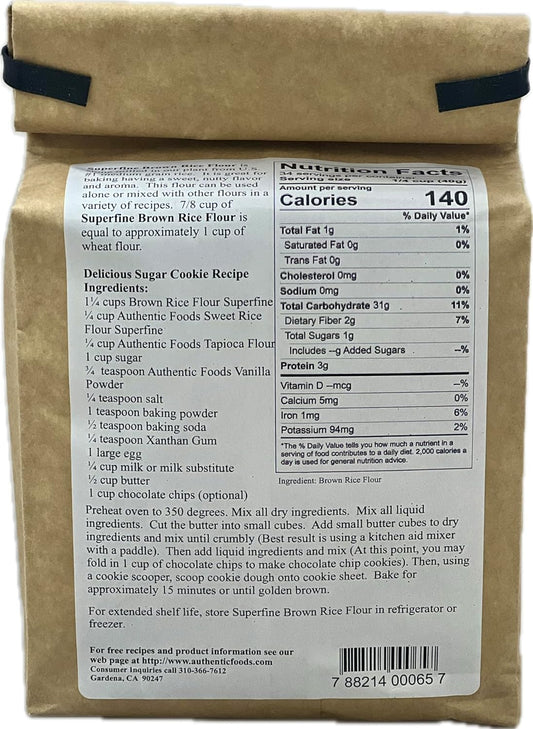 Superfine Brown Rice Flour is
#1 medium grain rice. It is great for
baking having a sweet, nutty flavor
and aroma. This flour can be used
alone or mixed with other flours in a
variety of recipes. 7/8 cup of
Superfine Brown Rice Flour is
equal to approximately 1 cup of
wheat flour.
Delicious Sugar Cookie Recipe
Ingredients:
1¼ cups Brown Rice Flour Superfine
¼ cup Authentic Foods Sweet Rice
Flour Superfine
¼ cup Authentic Foods Tapioca Flour
1 cup sugar
¾ teaspoon Authentic Foods Vanilla
Powder
¼ teaspoon salt
1 teaspoon baking powder
½ teaspoon baking soda
¼ teaspoon Xanthan Gum
1 large egg
¼ cup milk or milk substitute
½ cup butter
1 cup chocolate chips (optional)
Nutrition Facts
34 servings per container
Serving size 1/4 cup (40g)
Amount per serving
Calories 140
% Daily Value*
Total Fat 1g 1%
Saturated Fat 0g 0%
Trans Fat 0g
Cholesterol 0mg 0%
Sodium 0mg 0%
Total Carbohydrate 31g 11%
Dietary Fiber 2g 7%
Total Sugars 1g
Includes --g Added Sugars --%
Protein 3g
Vitamin D --mcg --%
Calcium 5mg 0%
Iron 1mg 6%
Potassium 94mg 2%
*The % Daily Value tells you how much a nutrient in a
serving of food contributes to a daily diet. 2,000 calories a
day is used for general nutrition advice.
Ingredient: Brown Rice Flour
Preheat oven to 350 degrees. Mix all dry ingredients. Mix all liquid
ingredients. Cut the butter into small cubes. Add small butter cubes to dry
ingredients and mix until crumbly (Best result is using a kitchen aid mixer
with a paddle). Then add liquid ingredients and mix (At this point, you may
fold in 1 cup of chocolate chips to make chocolate chip cookies). Then, using
a cookie scooper, scoop cookie dough onto cookie sheet. Bake for
approximately 15 minutes or until golden brown.
For extended shelf life, store Superfine Brown Rice Flour in refrigerator or
freezer.
For free recipes and product information see our
web page at http://www.authenticfoods.com
Consumer Inquiries call 310-366-7612
Gardena, CA 90247
7 88214 00065 7